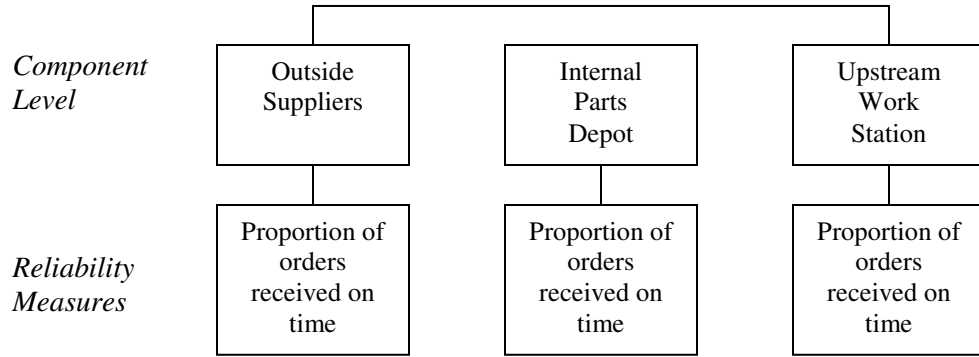 Component
Level
Outside
Suppliers
Internal
Parts
Depot
Upstream
Work
Station
Reliability
Measures
Proportion of
orders
received on
time
Proportion of
orders
received on
time
Proportion of
orders
received on
time